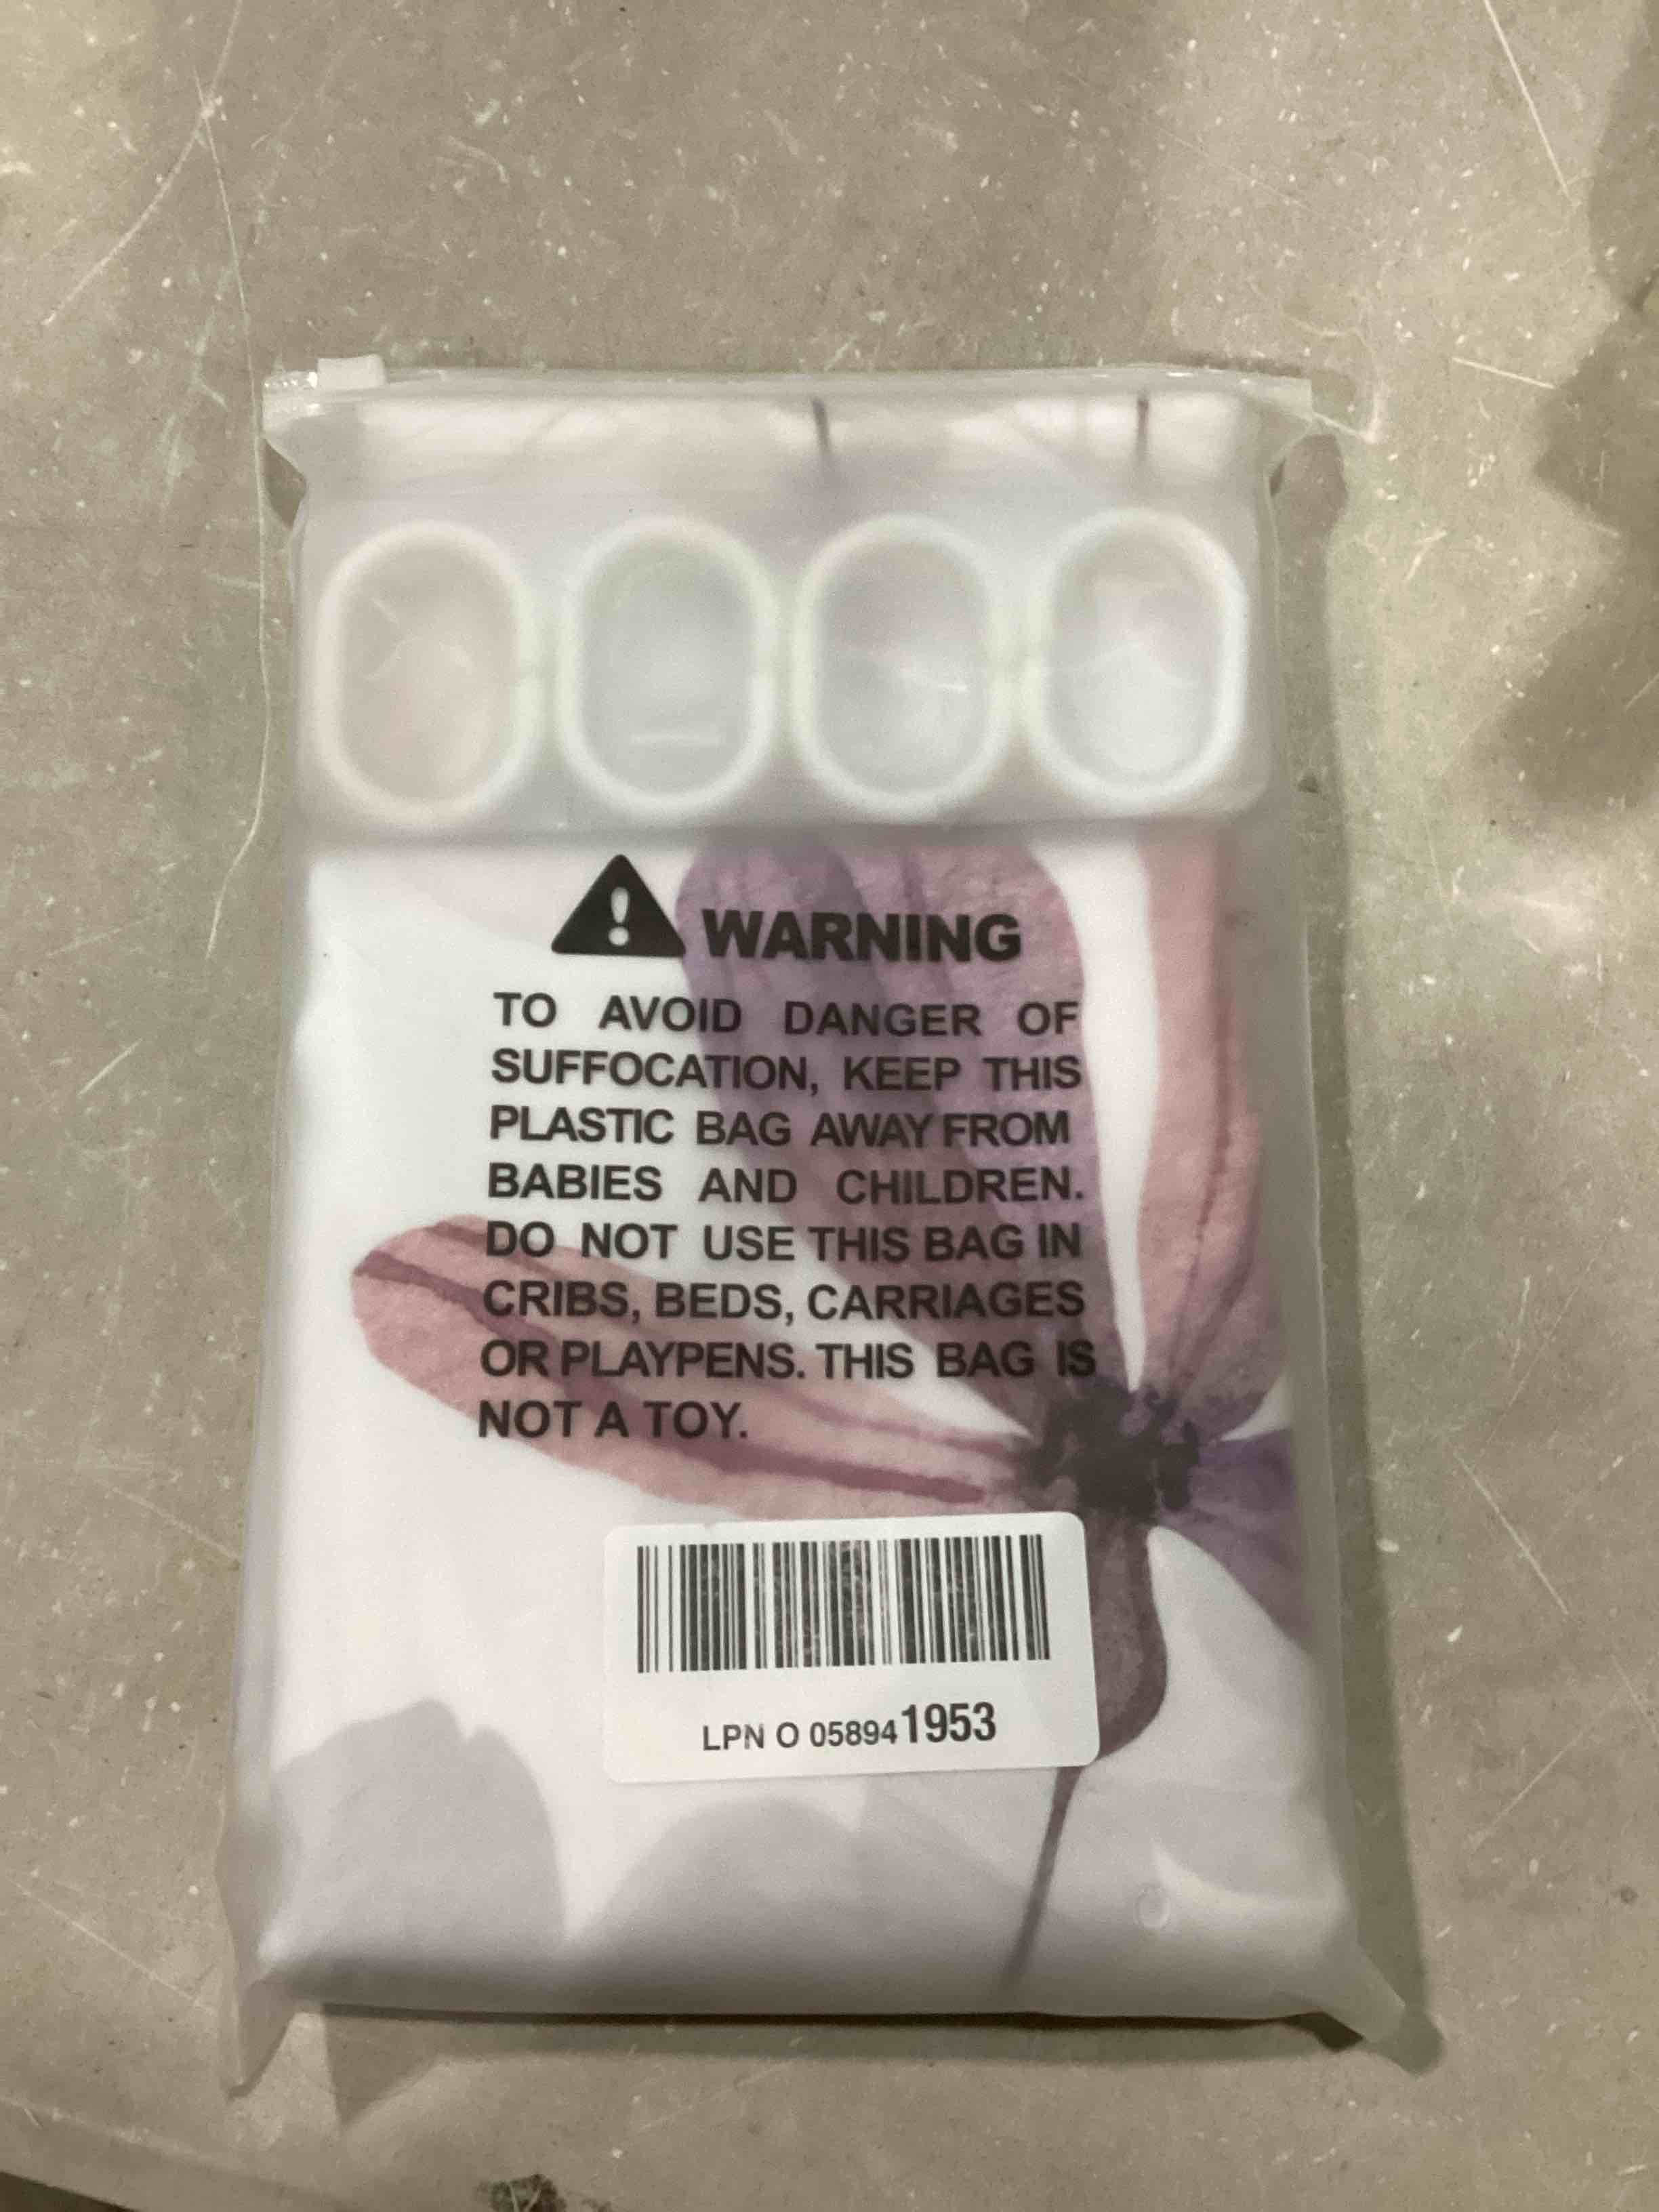 WARNING
TO AVOID DANGER OF
SUFFOCATION, KEEP THIS
PLASTIC BAG AWAY FROM
BABIES AND CHILDREN.
DO NOT USE THIS BAG IN
CRIBS, BEDS, CARRIAGES
OR PLAYPENS. THIS BAG IS
NOT A TOY.
LPN O 058941953